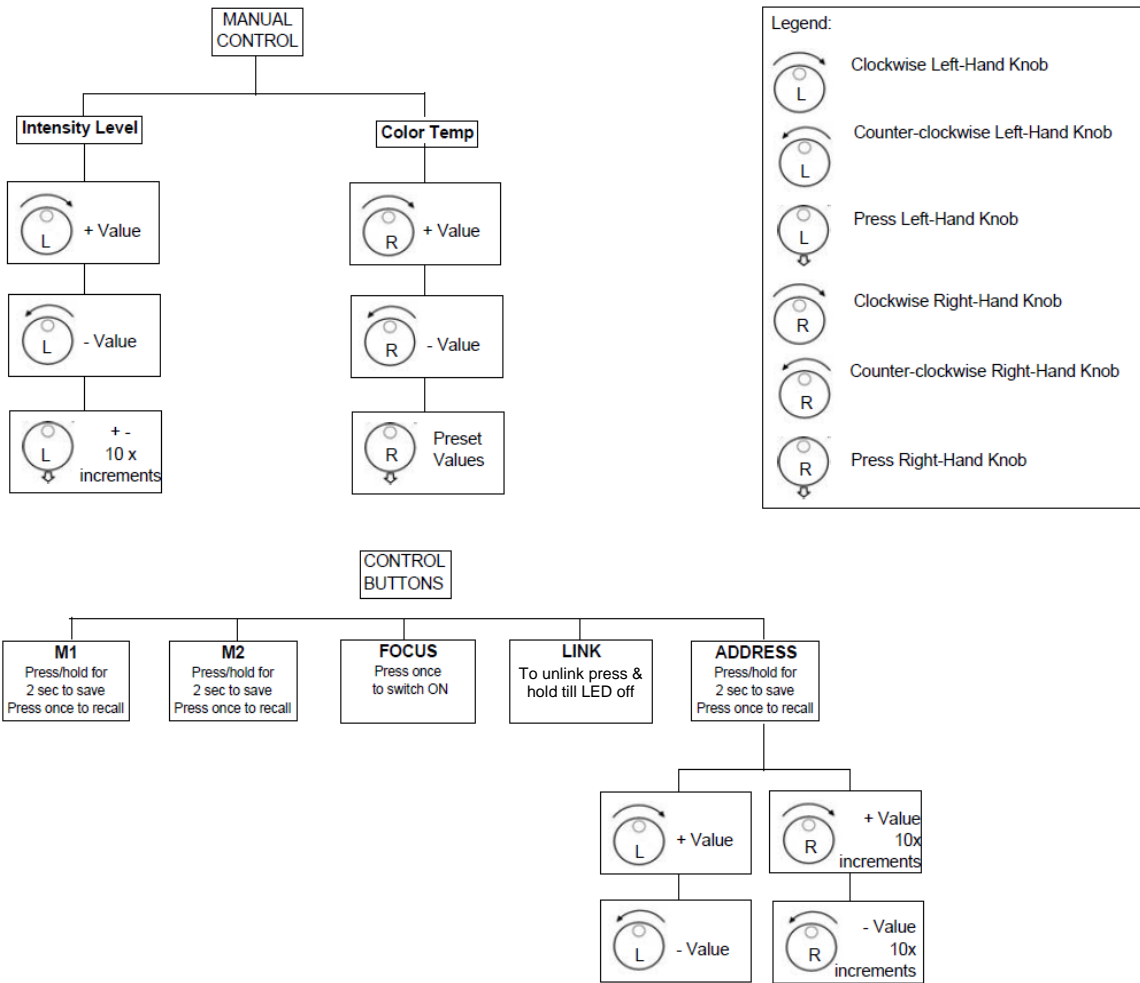 MANUAL
CONTROL
Intensity Level
L
+ Value
L
- Value
L
+ -
10 x
increments
Color Temp
R
+ Value
R
- Value
R
Preset
Values
Legend:
L
Clockwise Left-Hand Knob
L
Counter-clockwise Left-Hand Knob
L
Press Left-Hand Knob
R
Clockwise Right-Hand Knob
R
Counter-clockwise Right-Hand Knob
R
Press Right-Hand Knob
CONTROL
BUTTONS
M1
Press/hold for
2 sec to save
Press once to recall
M2
Press/hold for
2 sec to save
Press once to recall
FOCUS
Press once
to switch ON
LINK
To unlink press &
hold till LED off
ADDRESS
Press/hold for
2 sec to save
Press once to recall
L
+ Value
L
- Value
R
+ Value
10x
increments
R
- Value
10x
increments